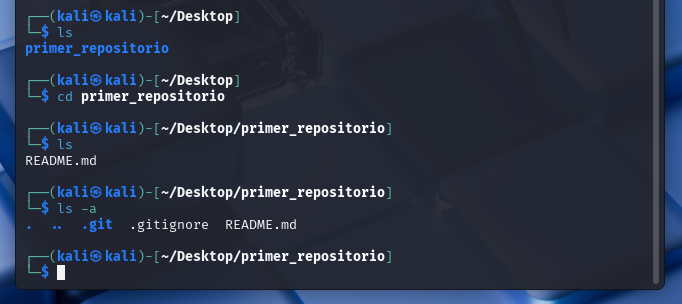 ┌──(kali㉿kali)-[~/Desktop]
└─$ ls
primer_repositorio
┌──(kali㉿kali)-[~/Desktop]
└─$ cd primer_repositorio
┌──(kali㉿kali)-[~/Desktop/primer_repositorio]
└─$ ls
README.md
┌──(kali㉿kali)-[~/Desktop/primer_repositorio]
└─$ ls -a
.  ..  .git  .gitignore  README.md
┌──(kali㉿kali)-[~/Desktop/primer_repositorio]
└─$